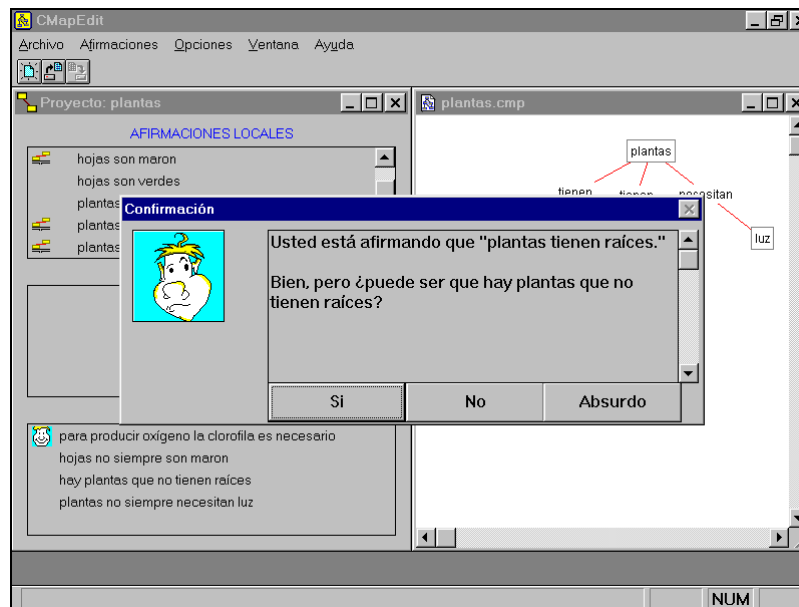 CMapEdit
Archivo Afirmaciones Opciones Ventana Ayuda
Proyecto: plantas
AFIRMACIONES LOCALES
hojas son maron
hojas son verdes
plantas
plantas
plantas
Confirmación
Usted está afirmando que "plantas tienen raíces."
Bien, pero ¿puede ser que hay plantas que no
tienen raíces?
Si No Absurdo
para producir oxígeno la clorofila es necesario
hojas no siempre son maron
hay plantas que no tienen raíces
plantas no siempre necesitan luz
plantas.cmp
plantas
tienen tienen necesitan
luz
NUM